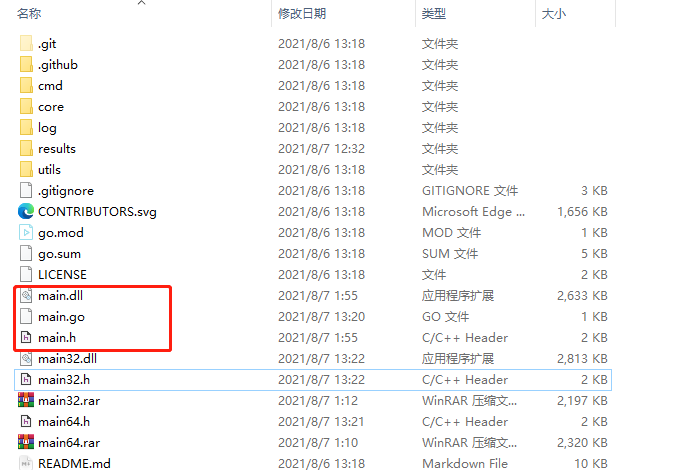 名称 修改日期 类型 大小
.git 2021/8/6 13:18 文件夹
.github 2021/8/6 13:18 文件夹
cmd 2021/8/6 13:18 文件夹
core 2021/8/6 13:18 文件夹
log 2021/8/6 13:18 文件夹
results 2021/8/7 12:32 文件夹
utils 2021/8/6 13:18 文件夹
.gitignore 2021/8/6 13:18 GITIGNORE 文件 3 KB
CONTRIBUTORS.svg 2021/8/6 13:18 Microsoft Edge ... 1,656 KB
go.mod 2021/8/6 13:18 MOD 文件 1 KB
go.sum 2021/8/6 13:18 SUM 文件 5 KB
LICENSE 2021/8/6 13:18 文件 2 KB
main.dll 2021/8/7 1:55 应用程序扩展 2,633 KB
main.go 2021/8/7 13:20 GO 文件 1 KB
main.h 2021/8/7 1:55 C/C++ Header 2 KB
main32.dll 2021/8/7 13:22 应用程序扩展 2,813 KB
main32.h 2021/8/7 13:22 C/C++ Header 2 KB
main32.rar 2021/8/7 1:12 WinRAR 压缩文... 2,197 KB
main64.h 2021/8/7 13:21 C/C++ Header 2 KB
main64.rar 2021/8/7 1:10 WinRAR 压缩文... 2,320 KB
README.md 2021/8/6 13:18 Markdown File 10 KB